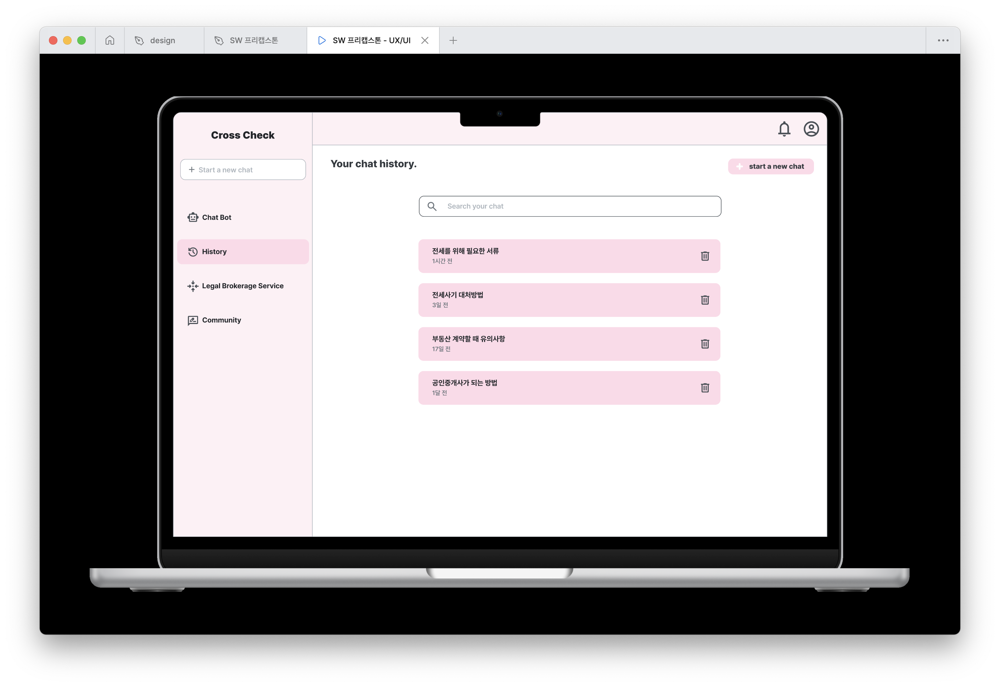 design
SW 프리캡스톤
SW 프리캡스톤 - UX/UI
Cross Check
Start a new chat
Chat Bot
History
Legal Brokerage Service
Community
Your chat history.
start a new chat
Search your chat
전세를 위해 필요한 서류
1시간 전
전세사기 대처방법
3일 전
부동산 계약할 때 유의사항
17일 전
공인중개사가 되는 방법
1달 전